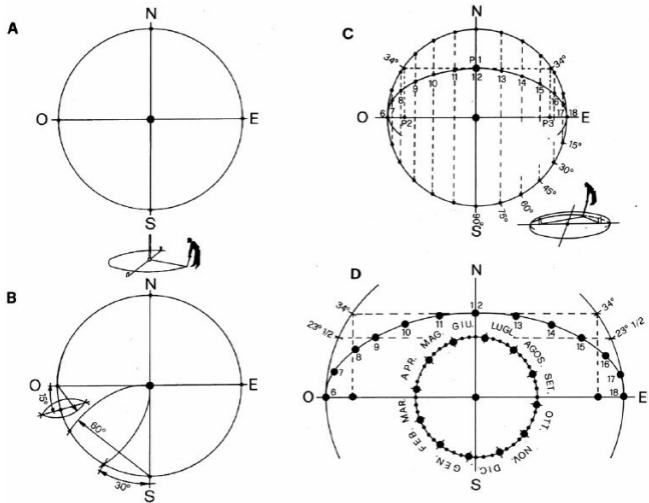 A
N
O
E
S
B
N
O
E
S
15°
60°
30°
C
N
P1
34°
34°
6 7 8 9 10 11 12 13 14 15 16 17 18
O
E
P2
P3
15°
30°
45°
60°
75°
90°
S
D
N
34°
34°
23° 1/2
23° 1/2
6 7 8 9 10 11 12 13 14 15 16 17 18
O
E
GEN. FEB. MAR. APR. MAG. GIU. LUGL. AGOS. SET. OTT. NOV. DIC.
S